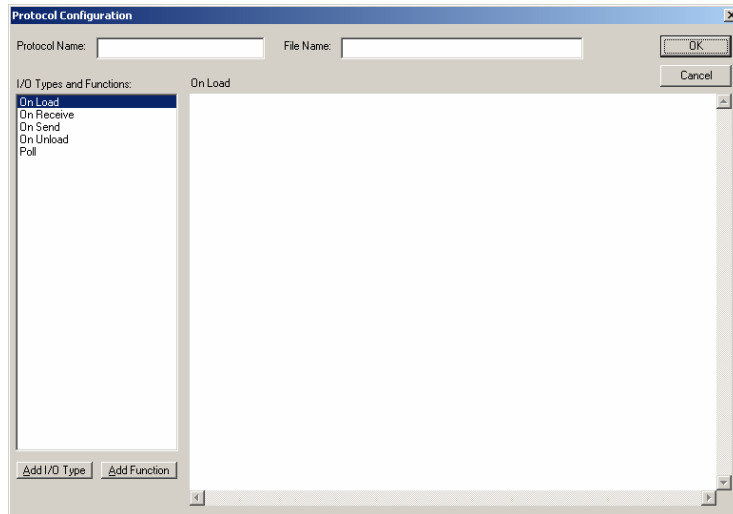 Protocol Configuration
Protocol Name:
File Name:
OK
Cancel
I/O Types and Functions:
On Load
On Load
On Receive
On Send
On Unload
Poll
Add I/O Type
Add Function